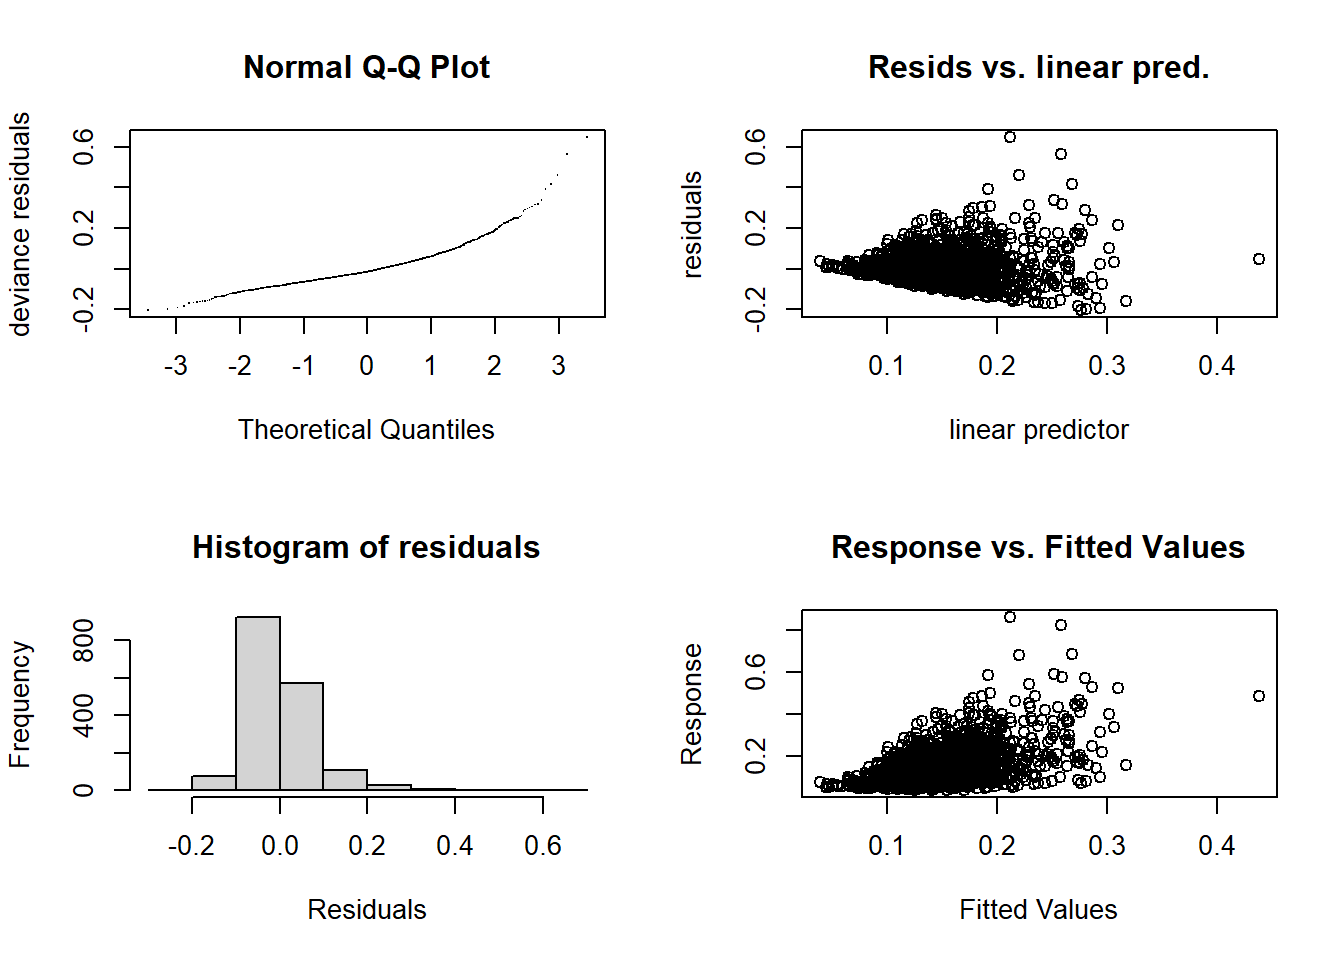 Normal Q-Q Plot
deviance residuals
-0.2 0.2 0.6
-3 -2 -1 0 1 2 3
Theoretical Quantiles
Resids vs. linear pred.
residuals
-0.2 0.2 0.6
0.1 0.2 0.3 0.4
linear predictor
Histogram of residuals
Frequency
0 400 800
-0.2 0.0 0.2 0.4 0.6
Residuals
Response vs. Fitted Values
Response
0.2 0.6
0.1 0.2 0.3 0.4
Fitted Values